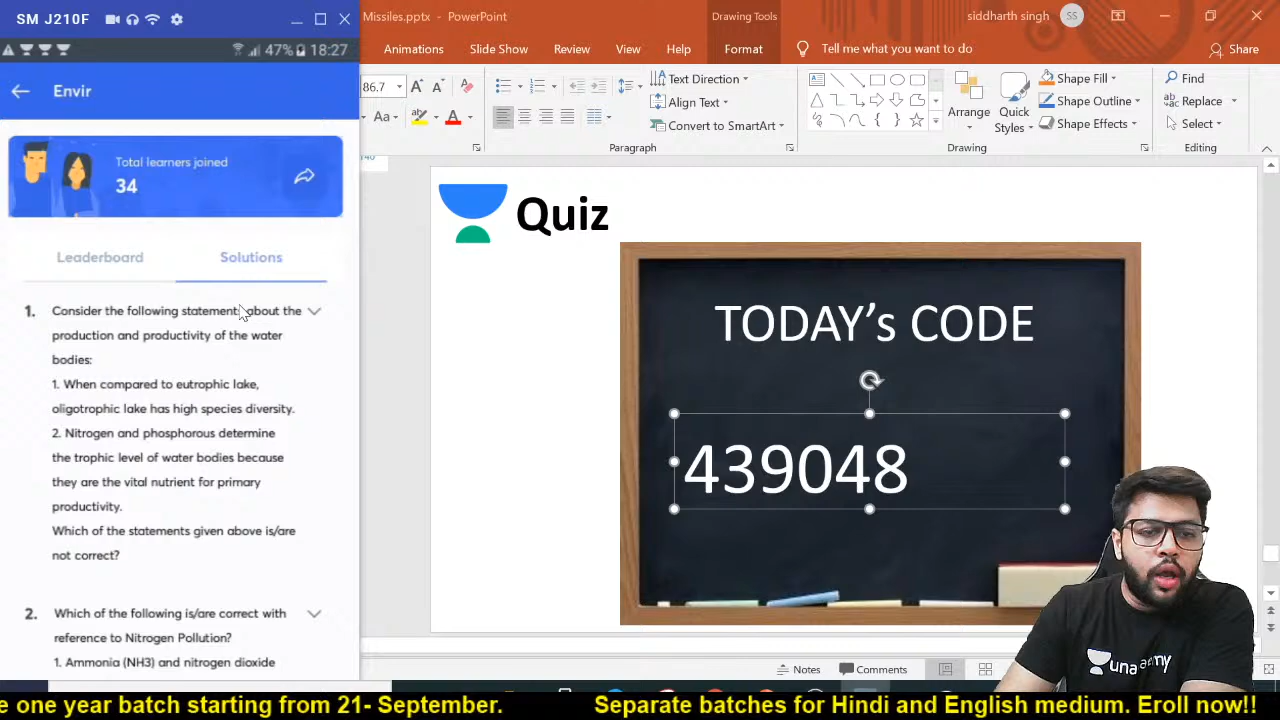 SM J210F
Missiles.pptx - PowerPoint
Drawing Tools
siddharth singh
SS
47% 18:27
Animations
Slide Show
Review
View
Help
Format
Tell me what you want to do
Share
Envir
86.7
A A
Aa
A
Text Direction
Align Text
Convert to SmartArt
Paragraph
Arrange
Quick
Styles
Shape Fill
Shape Outline
Shape Effects
Drawing
Find
Replace
Select
Editing
Total learners joined
34
Leaderboard
Solutions
1. Consider the following statements about the
production and productivity of the water
bodies:
1. When compared to eutrophic lake,
oligotrophic lake has high species diversity.
2. Nitrogen and phosphorous determine
the trophic level of water bodies because
they are the vital nutrient for primary
productivity.
Which of the statements given above is/are
not correct?
2. Which of the following is/are correct with
reference to Nitrogen Pollution?
1. Ammonia (NH3) and nitrogen dioxide
Quiz
TODAY's CODE
439048
unacademy
Notes
Comments
e one year batch starting from 21- September.
Separate batches for Hindi and English medium. Eroll now!!